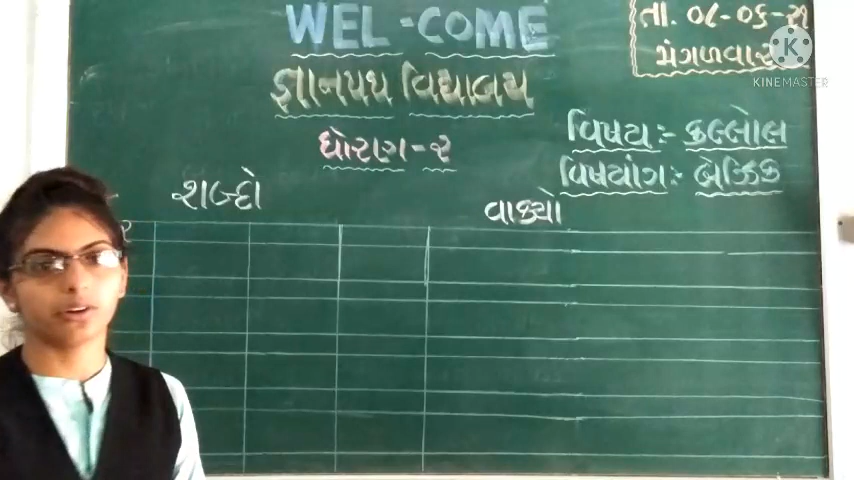 WEL-COME
તા. ૦૮-૦૬-૨૧
મંગળવાર
KINEMASTER
જ્ઞાનપથ વિદ્યાલય
ધોરણ-૨
વિષય:- કલ્લોલ
વિષયાંગ:- બેઝિક
શબ્દો
વાક્યો